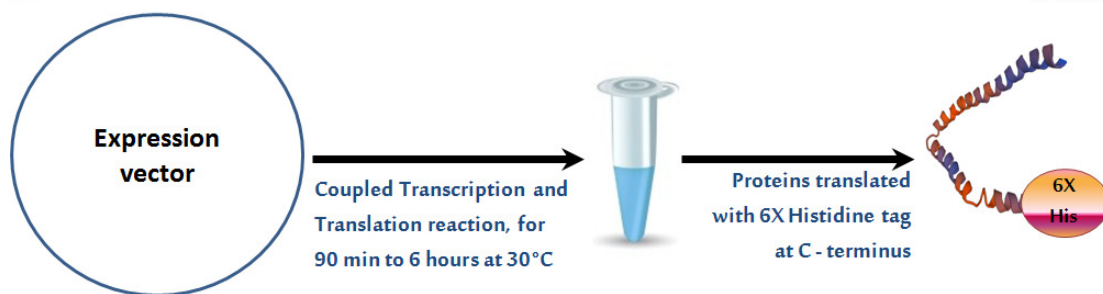 Expression
vector
Coupled Transcription and
Translation reaction, for
90 min to 6 hours at 30°C
Proteins translated
with 6X Histidine tag
at C - terminus
6X
His